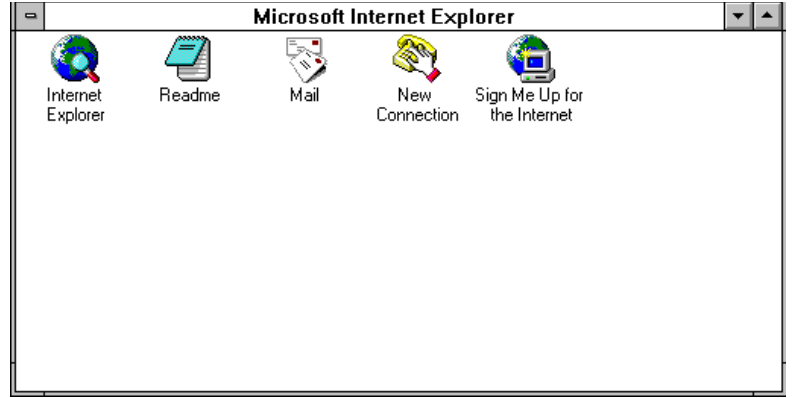 Microsoft Internet Explorer
Internet
Explorer
Readme
Mail
New
Connection
Sign Me Up for
the Internet